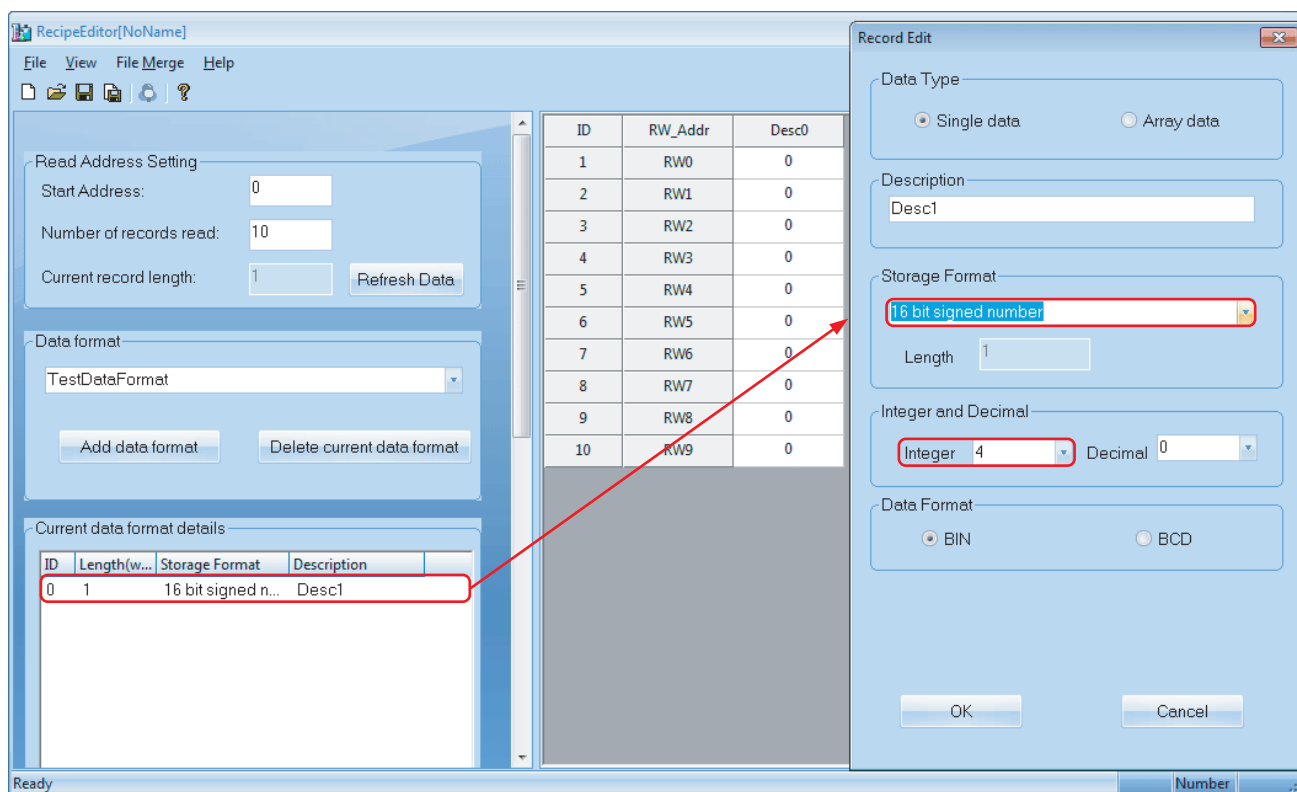 RecipeEditor[NoName]
File View File Merge Help
Read Address Setting
Start Address: 0
Number of records read: 10
Current record length: 1 Refresh Data
Data format
TestDataFormat
Add data format Delete current data format
Current data format details
ID Length(w... Storage Format Description
0 1 16 bit signed n... Desc1
ID RW_Addr Desc0
1 RW0 0
2 RW1 0
3 RW2 0
4 RW3 0
5 RW4 0
6 RW5 0
7 RW6 0
8 RW7 0
9 RW8 0
10 RW9 0
Record Edit
Data Type
Single data Array data
Description
Desc1
Storage Format
16 bit signed number
Length 1
Integer and Decimal
Integer 4 Decimal 0
Data Format
BIN BCD
OK Cancel
Ready Number